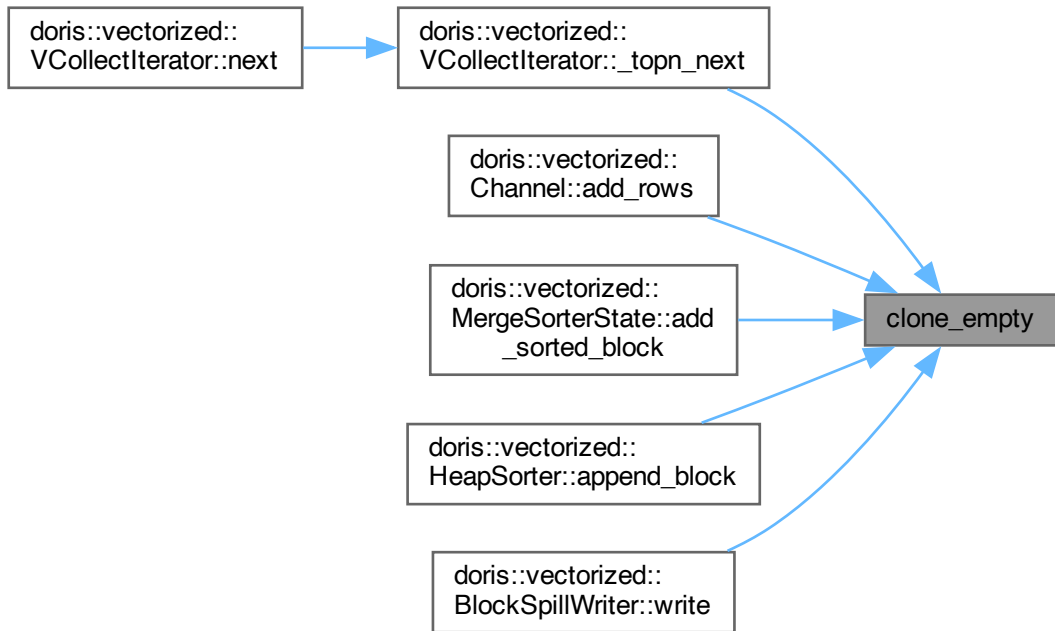 doris::vectorized::
VCollectIterator::next
doris::vectorized::
VCollectIterator::_topn_next
doris::vectorized::
Channel::add_rows
doris::vectorized::
MergeSorterState::add
_sorted_block
doris::vectorized::
HeapSorter::append_block
doris::vectorized::
BlockSpillWriter::write
clone_empty